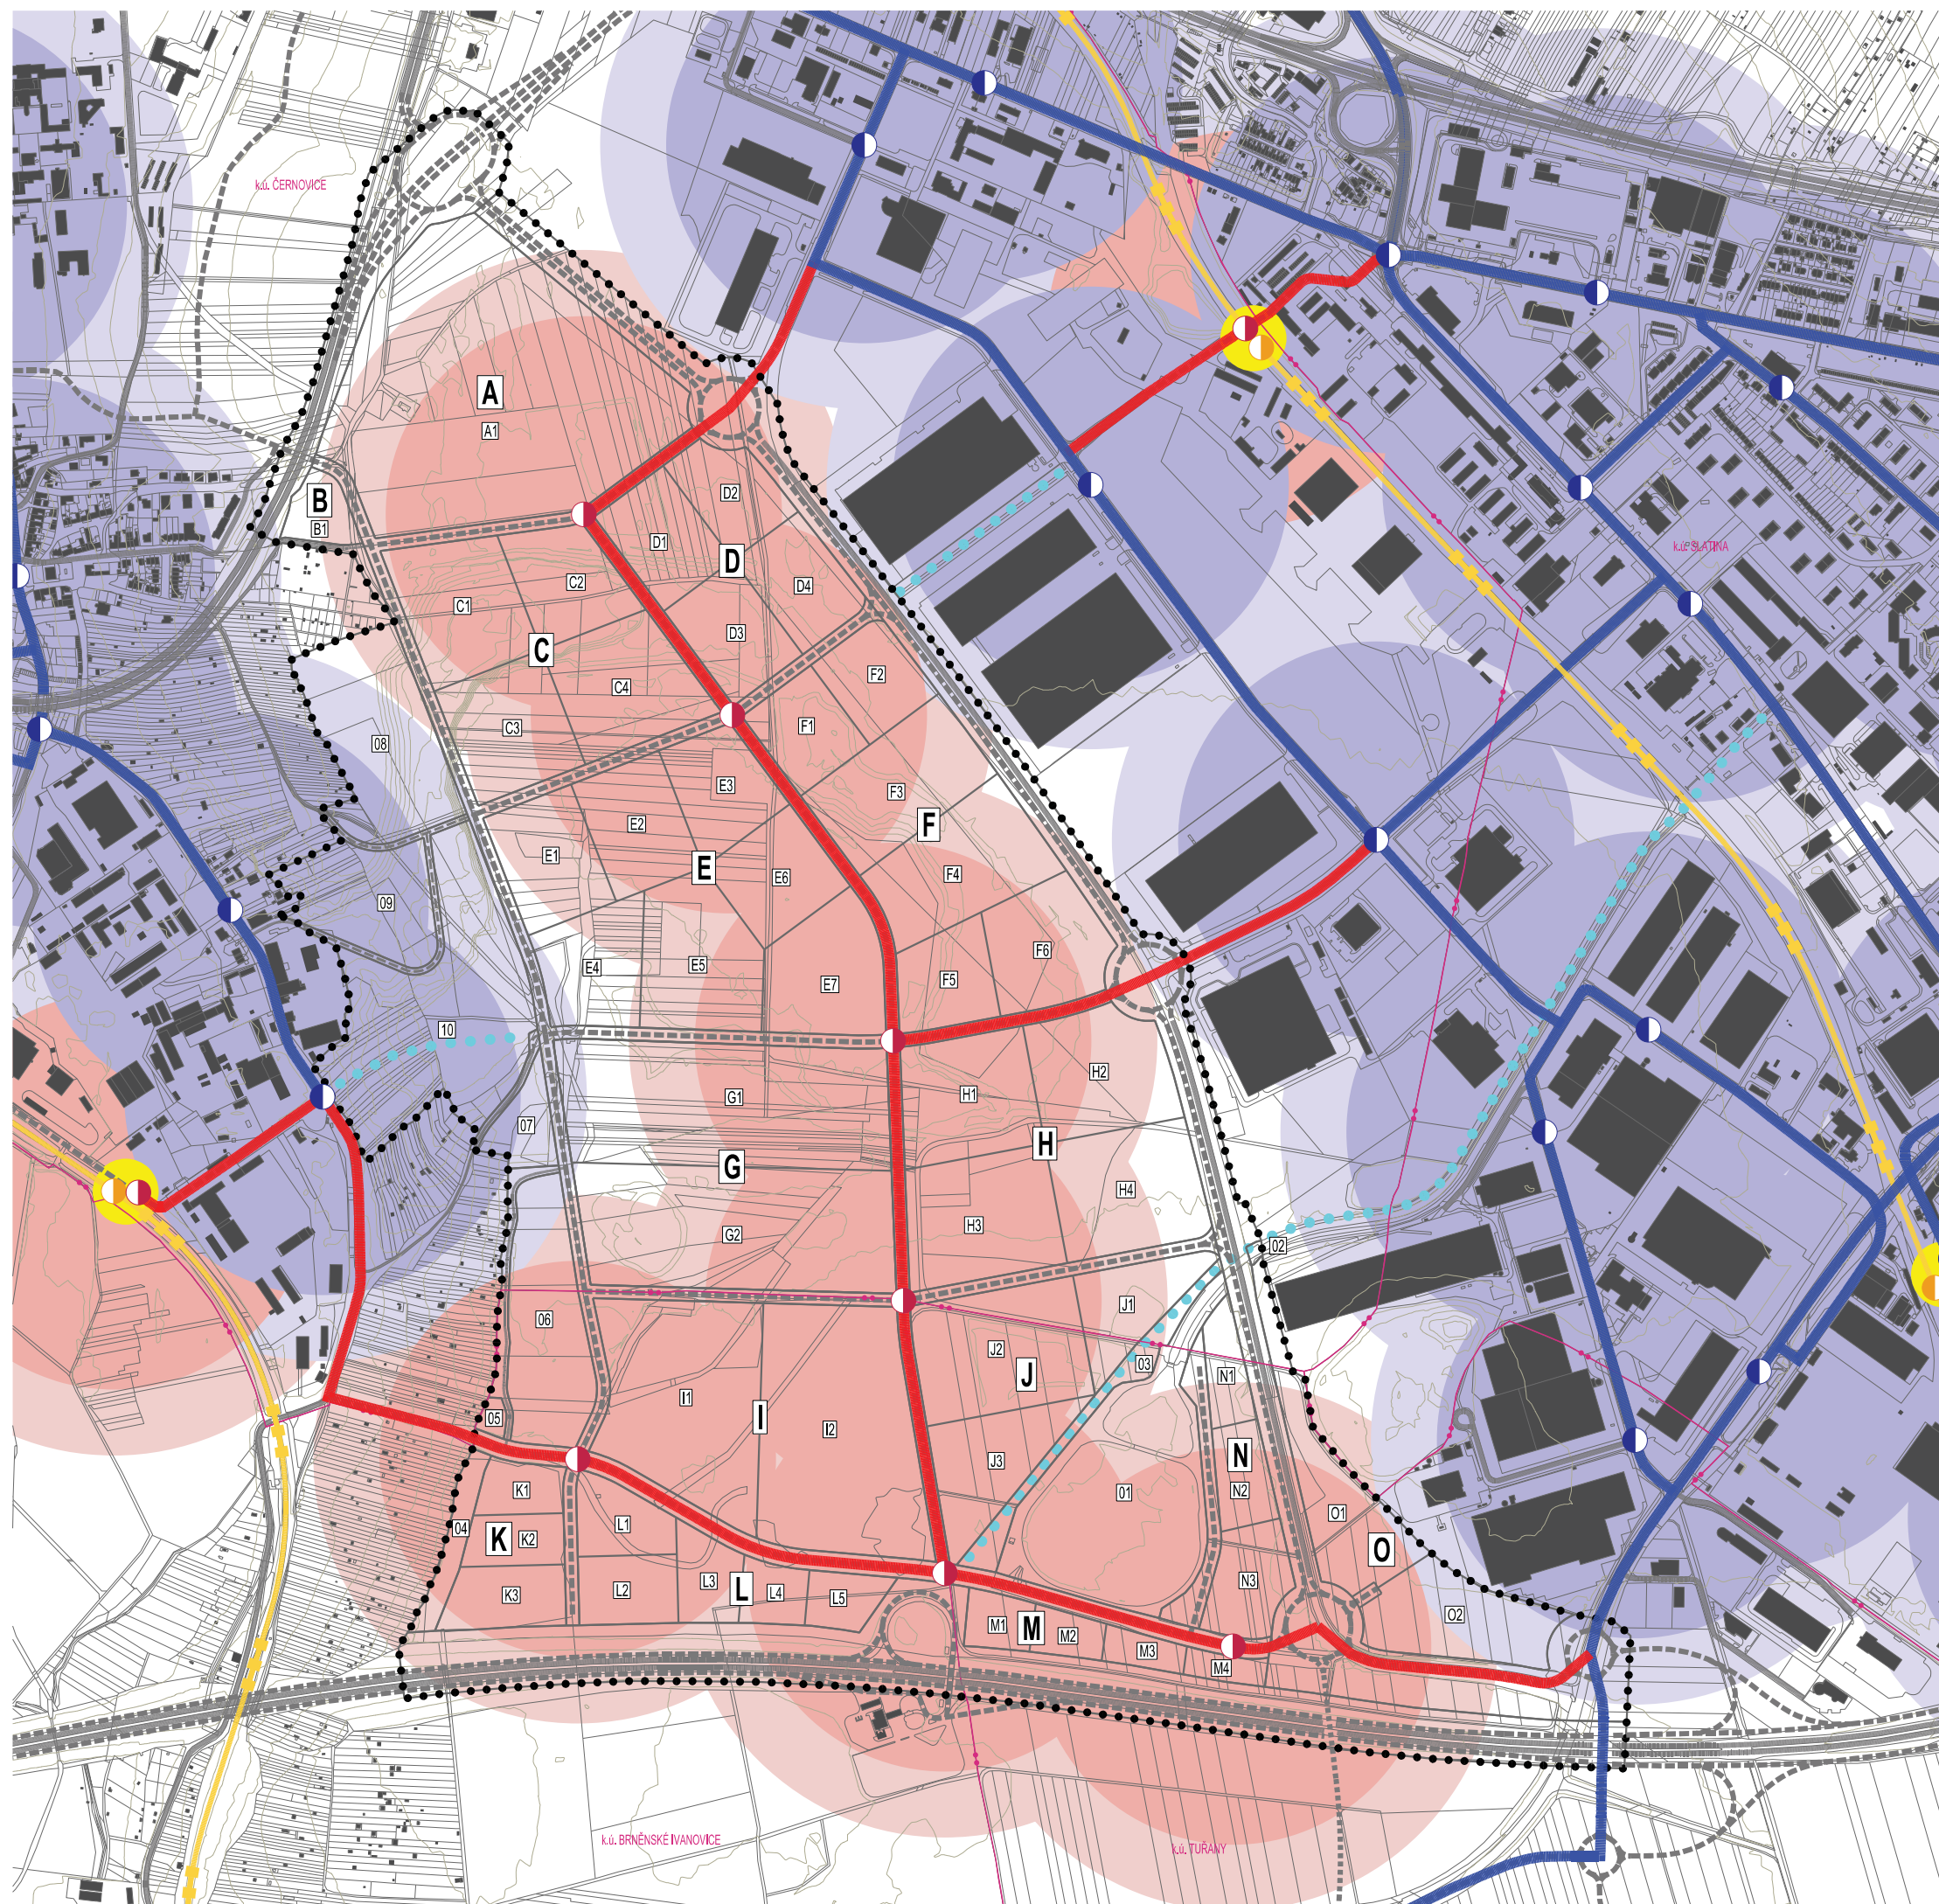 k.ú. ČERNOVICE
A
A1
B
B1
D2
D1
D
D4
k.ú. SLATINA
C2
C1
D3
C
C4
F2
C3
F1
08
E3
F3
E2
F
E1
E
F4
E6
09
F6
E4
E5
F5
E7
10
H2
H1
G1
07
H
G
H4
H3
G2
02
J1
06
J2
03
J
N1
I1
I
I2
05
N
J3
K1
01
N2
O1
L1
04
K
K2
O
L3
L
L4
N3
K3
L2
L5
O2
M1
M
M2
M3
M4
k.ú. BRNĚNSKÉ IVANOVICE
k.ú. TUŘANY